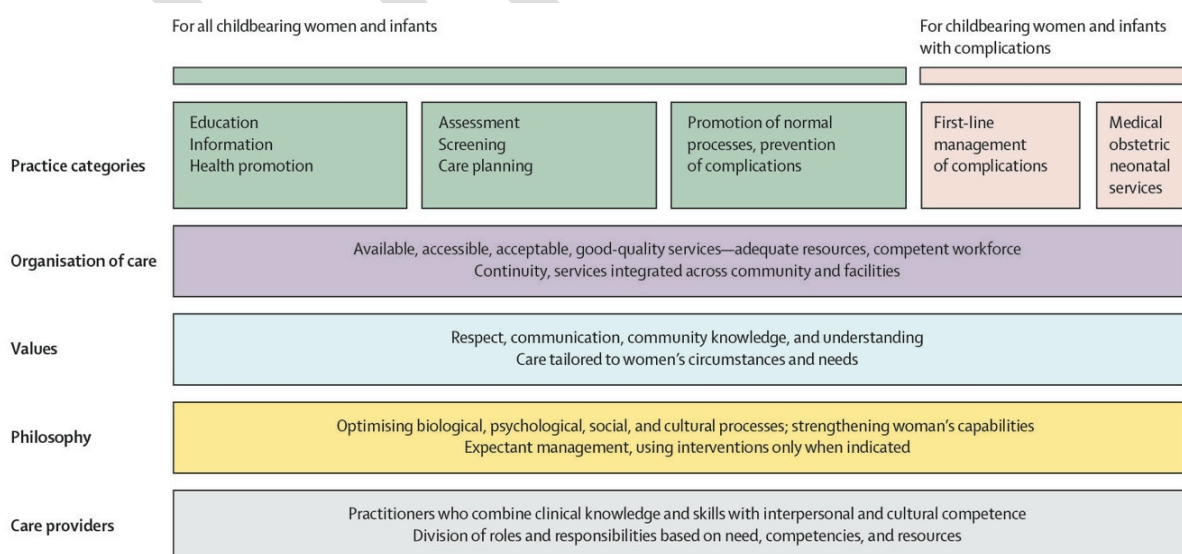 For all childbearing women and infants
For childbearing women and infants
with complications
Practice categories
Education
Information
Health promotion
Assessment
Screening
Care planning
Promotion of normal
processes, prevention
of complications
First-line
management
of complications
Medical
obstetric
neonatal
services
Organisation of care
Available, accessible, acceptable, good-quality services—adequate resources, competent workforce
Continuity, services integrated across community and facilities
Values
Respect, communication, community knowledge, and understanding
Care tailored to women's circumstances and needs
Philosophy
Optimising biological, psychological, social, and cultural processes; strengthening woman's capabilities
Expectant management, using interventions only when indicated
Care providers
Practitioners who combine clinical knowledge and skills with interpersonal and cultural competence
Division of roles and responsibilities based on need, competencies, and resources